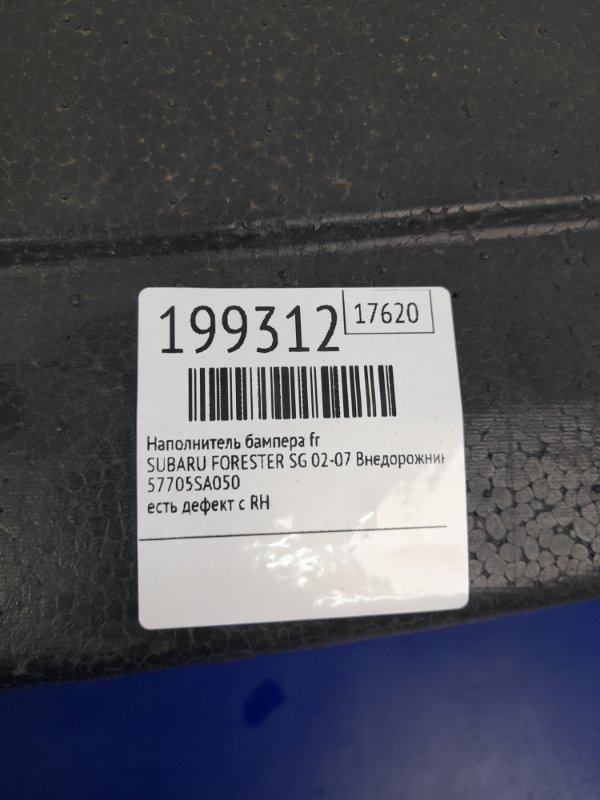 199312 17620
Наполнитель бампера fr
SUBARU FORESTER SG 02-07 Внедорожник
57705SA050
есть дефект с RH